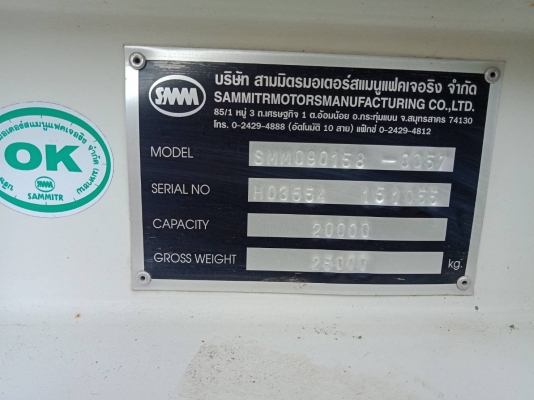 บริษัท สามมิตรมอเตอร์สแมนูแฟคเจอริง จำกัด
SMM
SAMMITRMOTORSMANUFACTURING CO.,LTD.
85/1 หมู่ 3 ถ.เศรษฐกิจ 1 ต.อ้อมน้อย อ.กระทุ่มแบน จ.สมุทรสาคร 74130
โทร. 0-2429-4888 (อัตโนมัติ 10 สาย) แฟ็กซ์ 0-2429-4812
MODEL SMM090158
SERIAL NO H03554
CAPACITY 20000
GROSS WEIGHT kg.
OK
SMM
SAMMITR